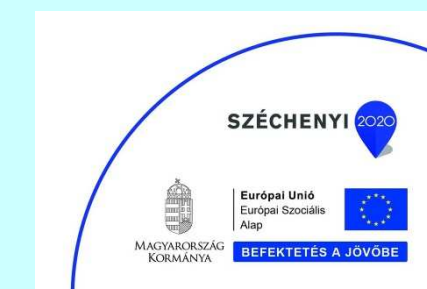 SZÉCHENYI 2020
Európai Unió
Európai Szociális
Alap
MAGYARORSZÁG
KORMÁNYA
BEFEKTETÉS A JÖVŐBE